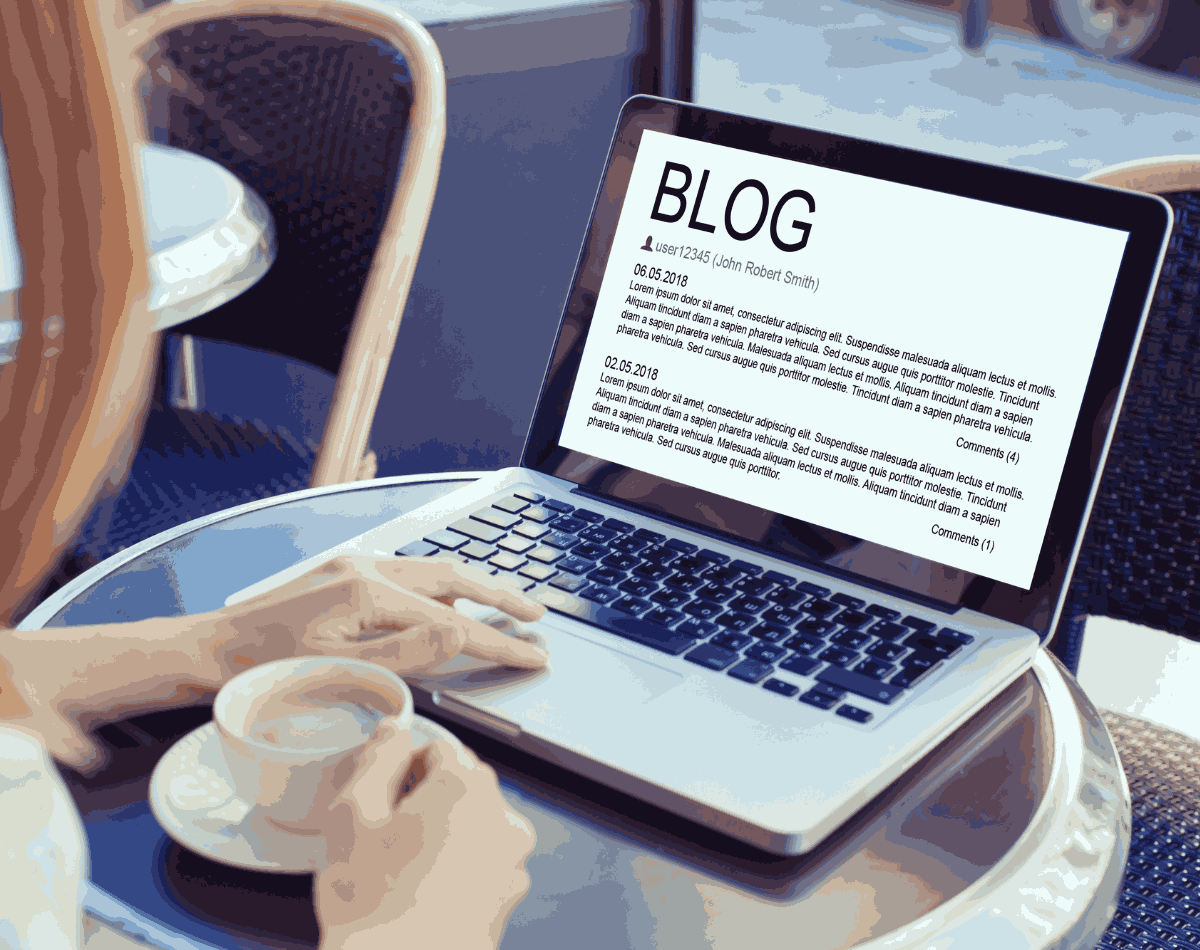 BLOG
user12345 (John Robert Smith)
06.05.2018
Lorem ipsum dolor sit amet, consectetur adipiscing elit. Suspendisse malesuada aliquam lectus et mollis.
Aliquam tincidunt diam a sapien pharetra vehicula. Sed cursus augue quis porttitor molestie. Tincidunt
diam a sapien pharetra vehicula. Malesuada aliquam lectus et mollis. Aliquam tincidunt diam a sapien
pharetra vehicula. Sed cursus augue quis porttitor molestie. Tincidunt diam a sapien pharetra vehicula.
Comments (4)
02.05.2018
Lorem ipsum dolor sit amet, consectetur adipiscing elit. Suspendisse malesuada aliquam lectus et mollis.
Aliquam tincidunt diam a sapien pharetra vehicula. Sed cursus augue quis porttitor molestie. Tincidunt
diam a sapien pharetra vehicula. Malesuada aliquam lectus et mollis. Aliquam tincidunt diam a sapien
pharetra vehicula. Sed cursus augue quis porttitor.
Comments (1)